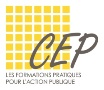 CEP
LES FORMATIONS PRATIQUES
POUR L'ACTION PUBLIQUE